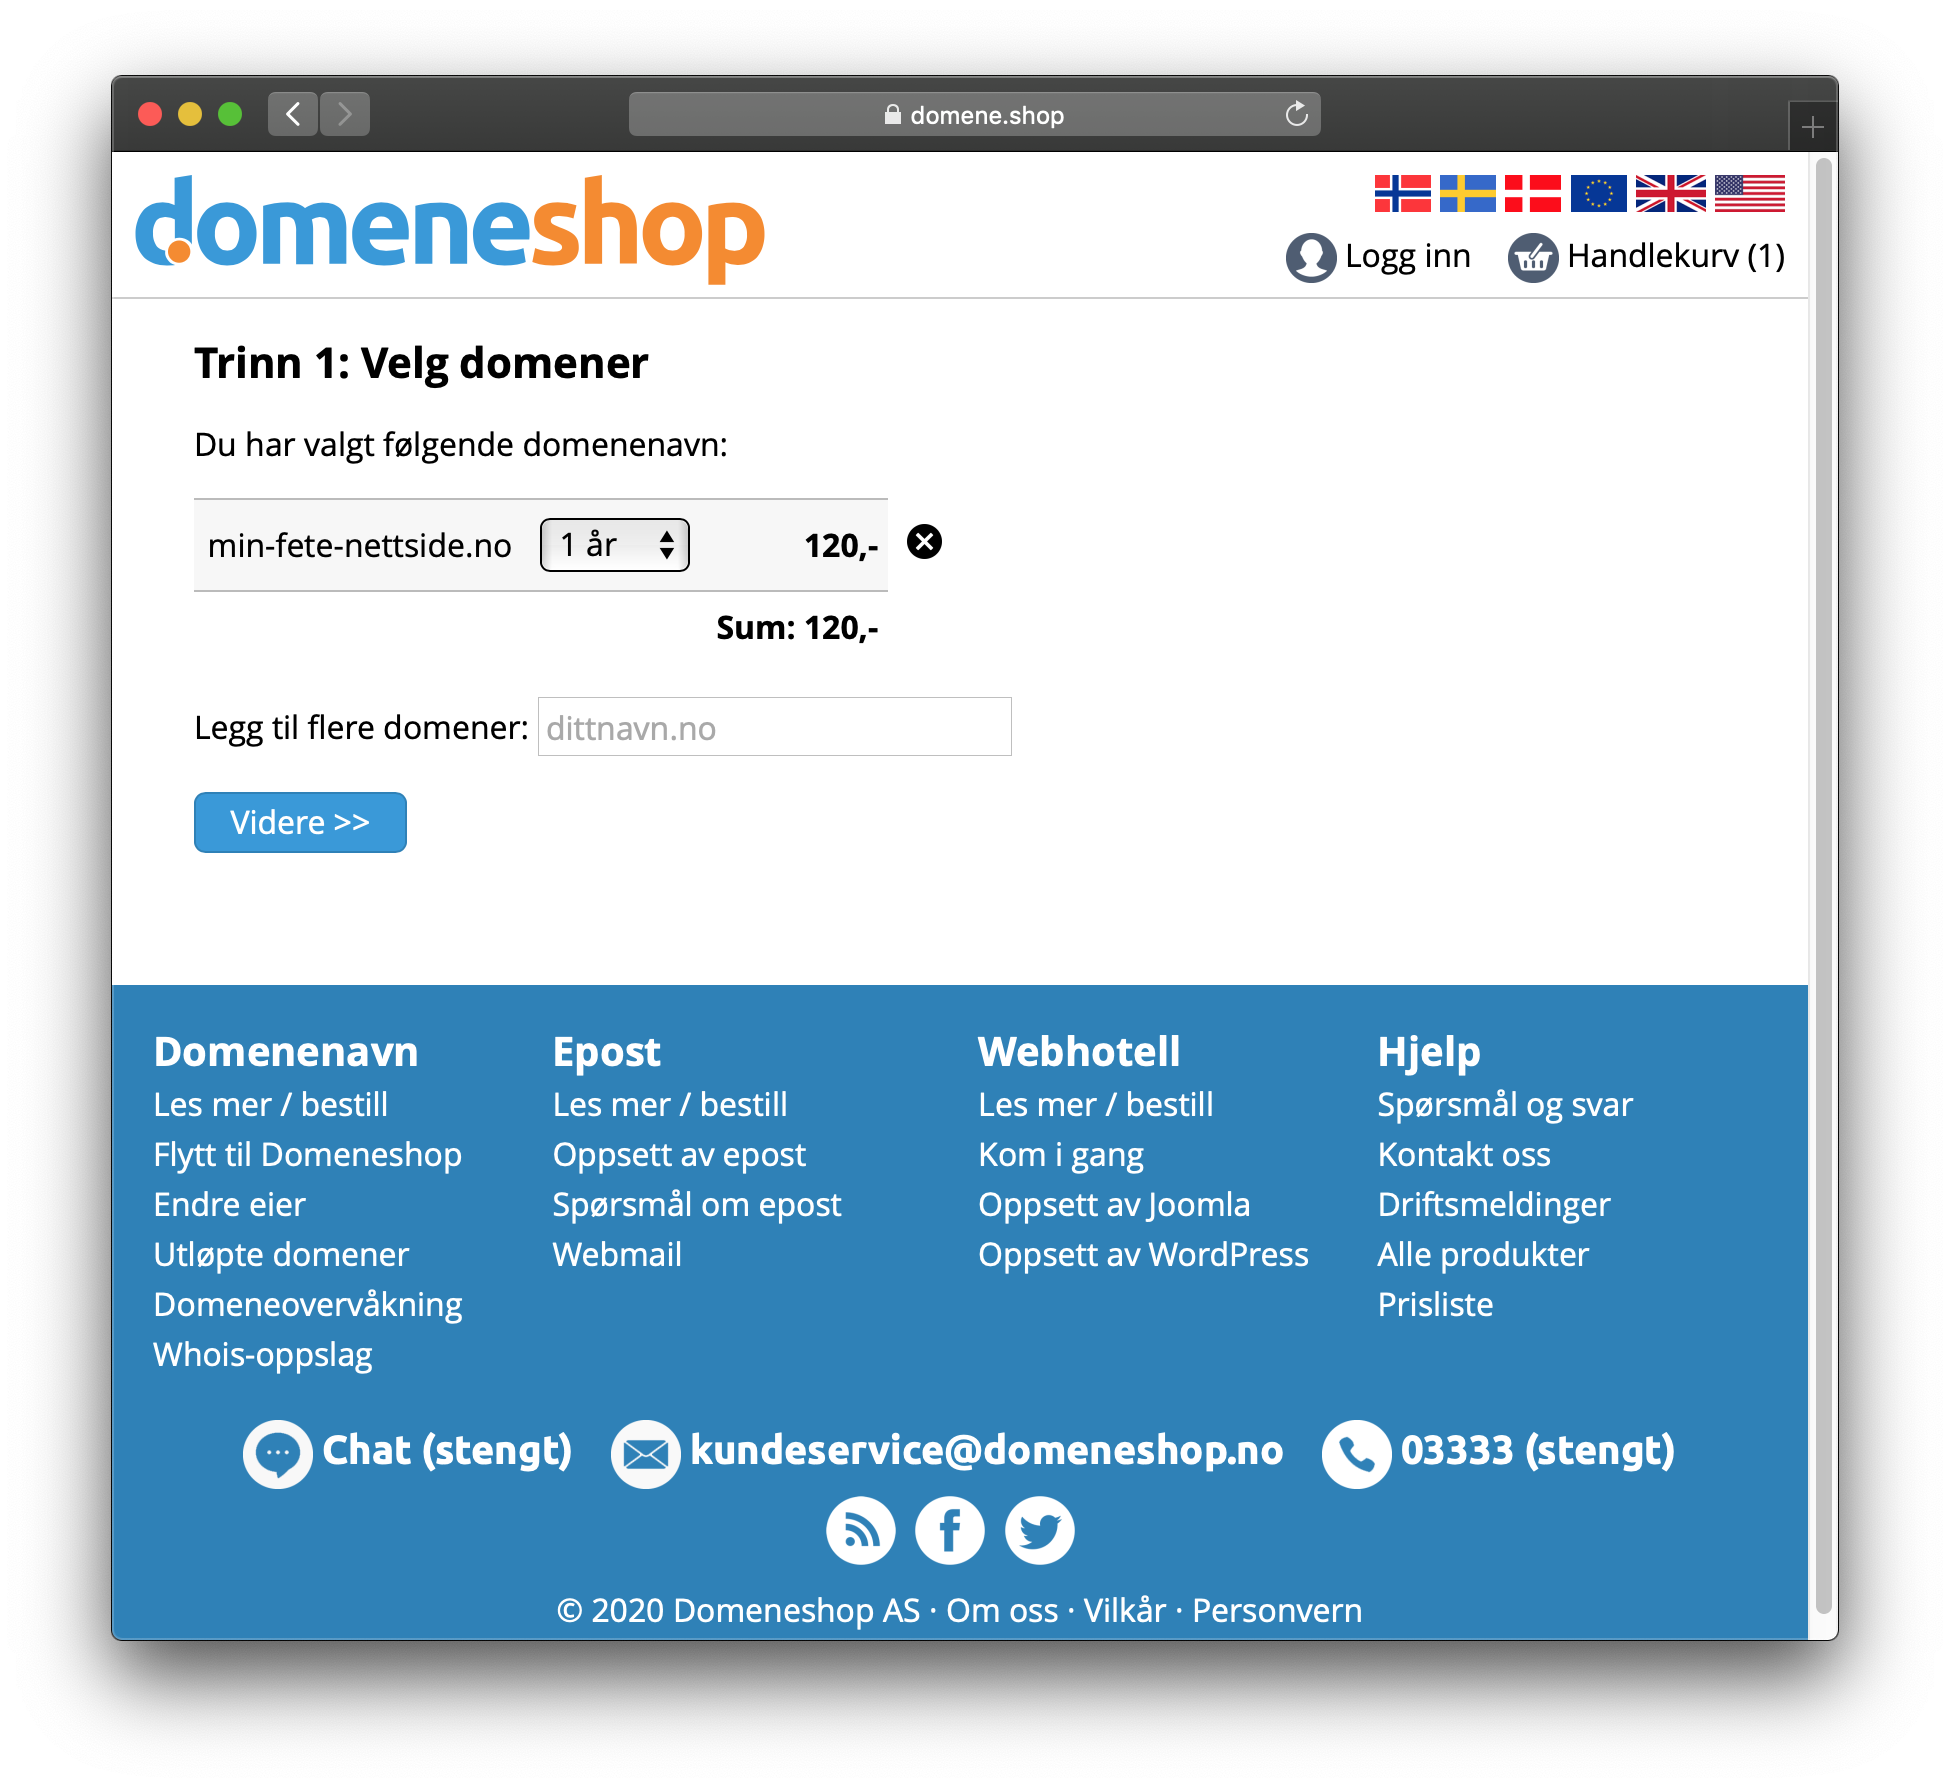 domene.shop
domeneshop
Logg inn
Handlekurv (1)
Trinn 1: Velg domener
Du har valgt følgende domenenavn:
min-fete-nettside.no 1 år 120,-
Sum: 120,-
Legg til flere domener: dittnavn.no
Videre >>
Domenenavn
Les mer / bestill
Flytt til Domeneshop
Endre eier
Utløpte domener
Domeneovervåkning
Whois-oppslag
Epost
Les mer / bestill
Oppsett av epost
Spørsmål om epost
Webmail
Webhotell
Les mer / bestill
Kom i gang
Oppsett av Joomla
Oppsett av WordPress
Hjelp
Spørsmål og svar
Kontakt oss
Driftsmeldinger
Alle produkter
Prisliste
Chat (stengt)
kundeservice@domeneshop.no
03333 (stengt)
© 2020 Domeneshop AS · Om oss · Vilkår · Personvern